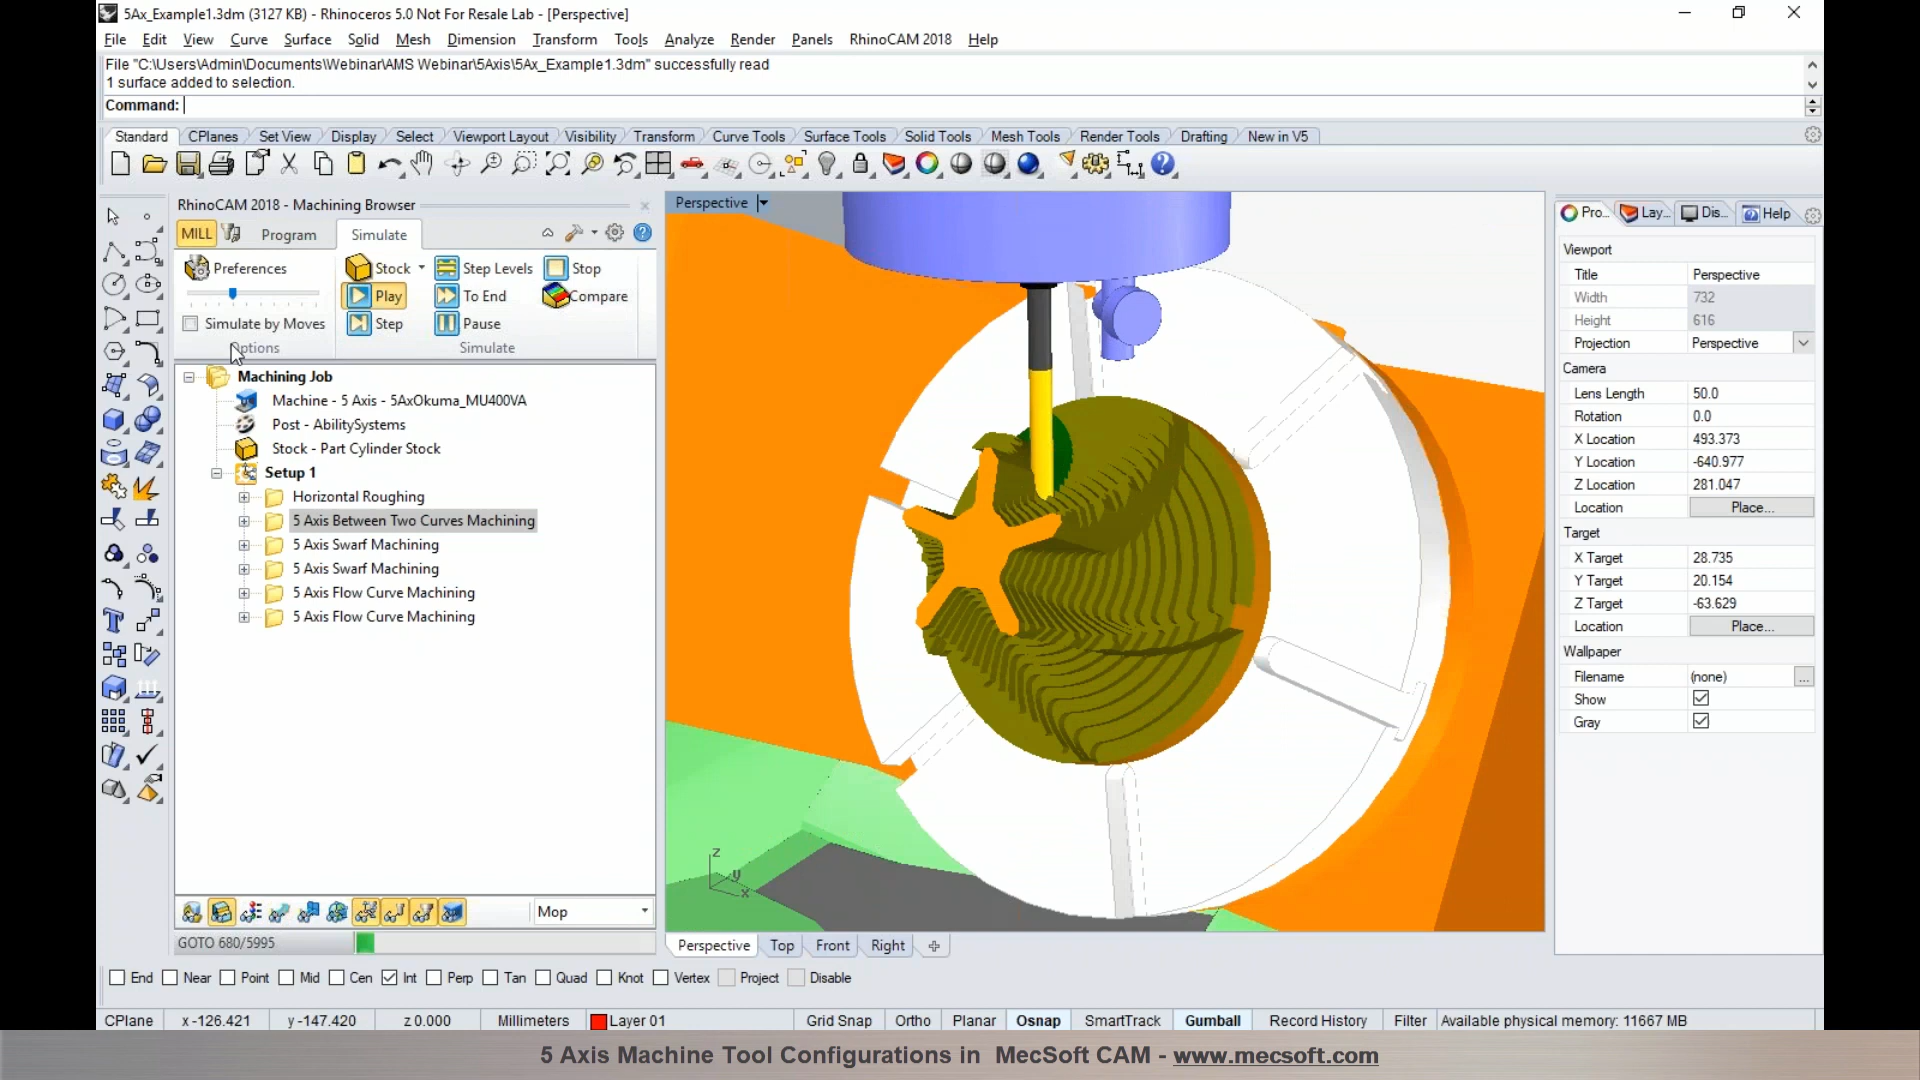 5Ax_Example1.3dm (3127 KB) - Rhinoceros 5.0 Not For Resale Lab - [Perspective]
File Edit View Curve Surface Solid Mesh Dimension Transform Tools Analyze Render Panels RhinoCAM 2018 Help
File "C:\Users\Admin\Documents\Webinar\AMS Webinar\5Axis\5Ax_Example1.3dm" successfully read
1 surface added to selection.
Command:
Standard CPlanes Set View Display Select Viewport Layout Visibility Transform Curve Tools Surface Tools Solid Tools Mesh Tools Render Tools Drafting New in V5
RhinoCAM 2018 - Machining Browser
MILL Program Simulate
Preferences Stock Step Levels Stop
Play To End Compare
Simulate by Moves Step Pause
Options Simulate
Machining Job
Machine - 5 Axis - 5AxOkuma_MU400VA
Post - AbilitySystems
Stock - Part Cylinder Stock
Setup 1
Horizontal Roughing
5 Axis Between Two Curves Machining
5 Axis Swarf Machining
5 Axis Swarf Machining
5 Axis Flow Curve Machining
5 Axis Flow Curve Machining
Mop
GOTO 680/5995
Perspective
z
y
x
Perspective Top Front Right
Pro... Lay... Dis... Help
Viewport
Title Perspective
Width 732
Height 616
Projection Perspective
Camera
Lens Length 50.0
Rotation 0.0
X Location 493.373
Y Location -640.977
Z Location 281.047
Location Place...
Target
X Target 28.735
Y Target 20.154
Z Target -63.629
Location Place...
Wallpaper
Filename (none) ...
Show
Gray
End Near Point Mid Cen Int Perp Tan Quad Knot Vertex Project Disable
CPlane x -126.421 y -147.420 z 0.000 Millimeters Layer 01 Grid Snap Ortho Planar Osnap SmartTrack Gumball Record History Filter Available physical memory: 11667 MB
5 Axis Machine Tool Configurations in MecSoft CAM - www.mecsoft.com